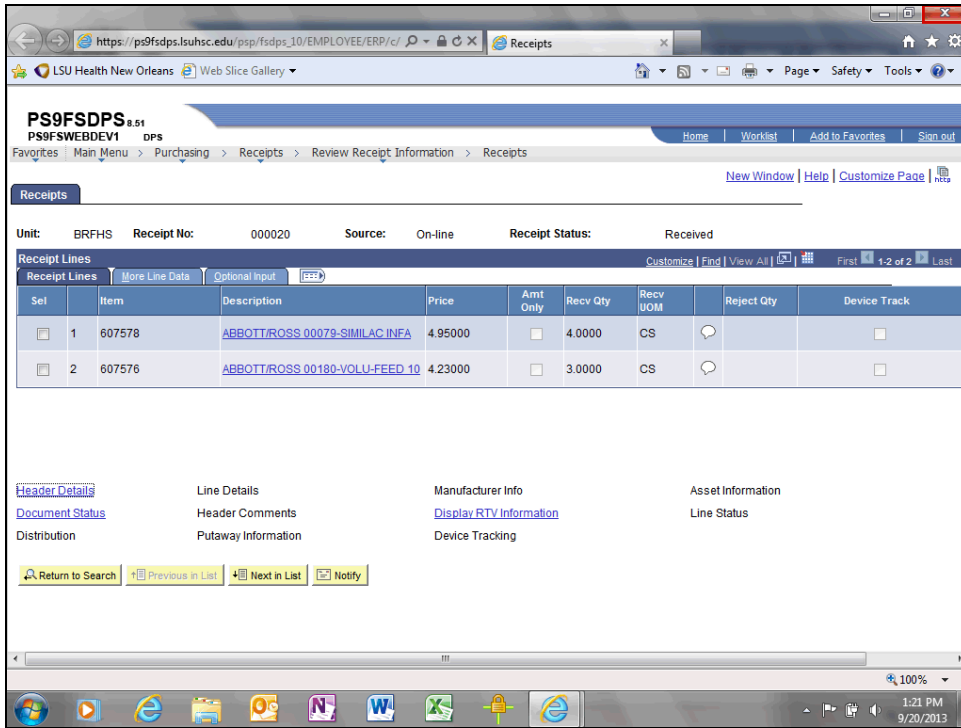 https://ps9fsdps.lsuhsc.edu/psp/fsdps_10/EMPLOYEE/ERP/c/ Receipts
LSU Health New Orleans Web Slice Gallery Page Safety Tools
PS9FSDPS 8.51
PS9FSWEBDEV1 DPS
Home Worklist Add to Favorites Sign out
Favorites Main Menu > Purchasing > Receipts > Review Receipt Information > Receipts
New Window | Help | Customize Page | http
Receipts
Unit: BRFHS Receipt No: 000020 Source: On-line Receipt Status: Received
Receipt Lines Customize | Find | View All | First 1-2 of 2 Last
Receipt Lines More Line Data Optional Input
Sel Item Description Price Amt Only Recv Qty Recv UOM Reject Qty Device Track
1 607578 ABBOTT/ROSS 00079-SIMILAC INFA 4.95000 4.0000 CS
2 607576 ABBOTT/ROSS 00180-VOLU-FEED 10 4.23000 3.0000 CS
Header Details Line Details Manufacturer Info Asset Information
Document Status Header Comments Display RTV Information Line Status
Distribution Putaway Information Device Tracking
Return to Search Previous in List Next in List Notify
100%
1:21 PM
9/20/2013